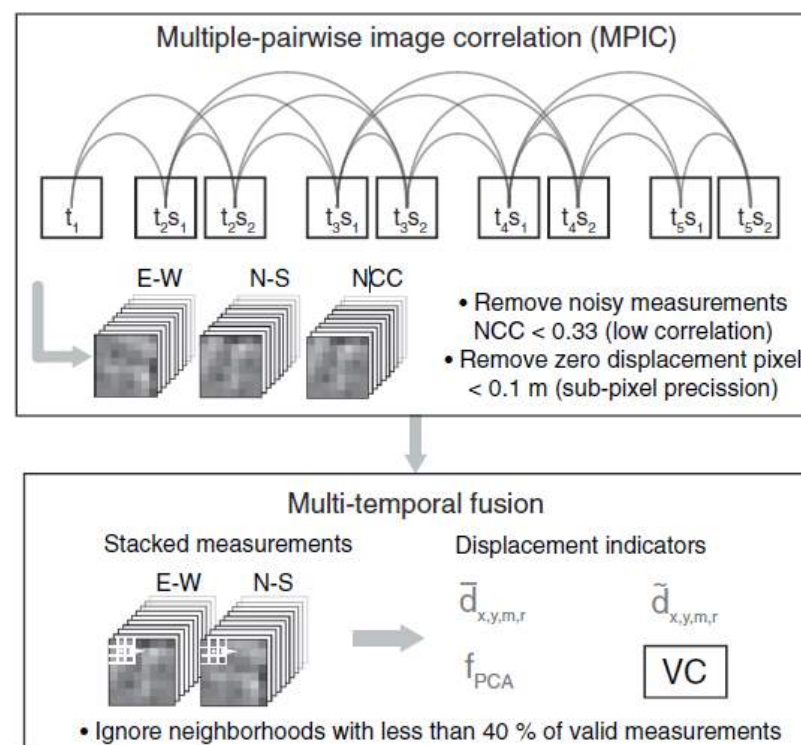 Multiple-pairwise image correlation (MPIC)
t1 t2s1 t2s2 t3s1 t3s2 t4s1 t4s2 t5s1 t5s2
E-W N-S NCC
• Remove noisy measurements
NCC < 0.33 (low correlation)
• Remove zero displacement pixel
< 0.1 m (sub-pixel precission)
Multi-temporal fusion
Stacked measurements
E-W N-S
Displacement indicators
d̅x,y,m,r d̃x,y,m,r
fPCA VC
• Ignore neighborhoods with less than 40 % of valid measurements